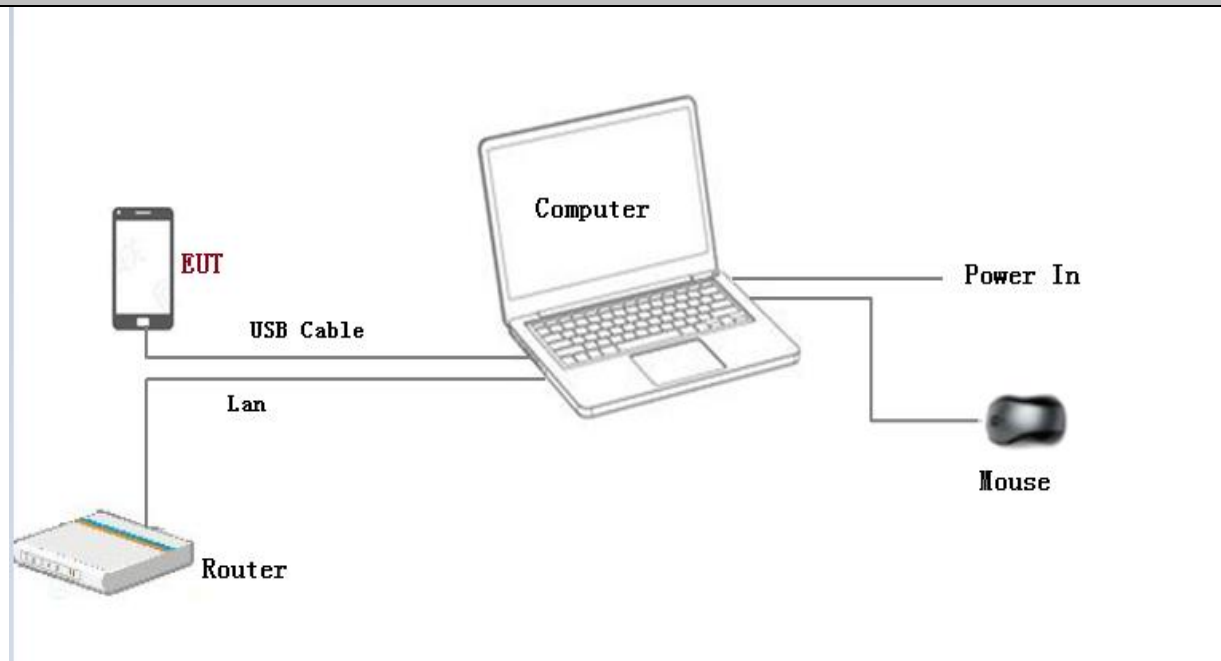 Computer
EUT
Power In
USB Cable
Lan
Mouse
Router